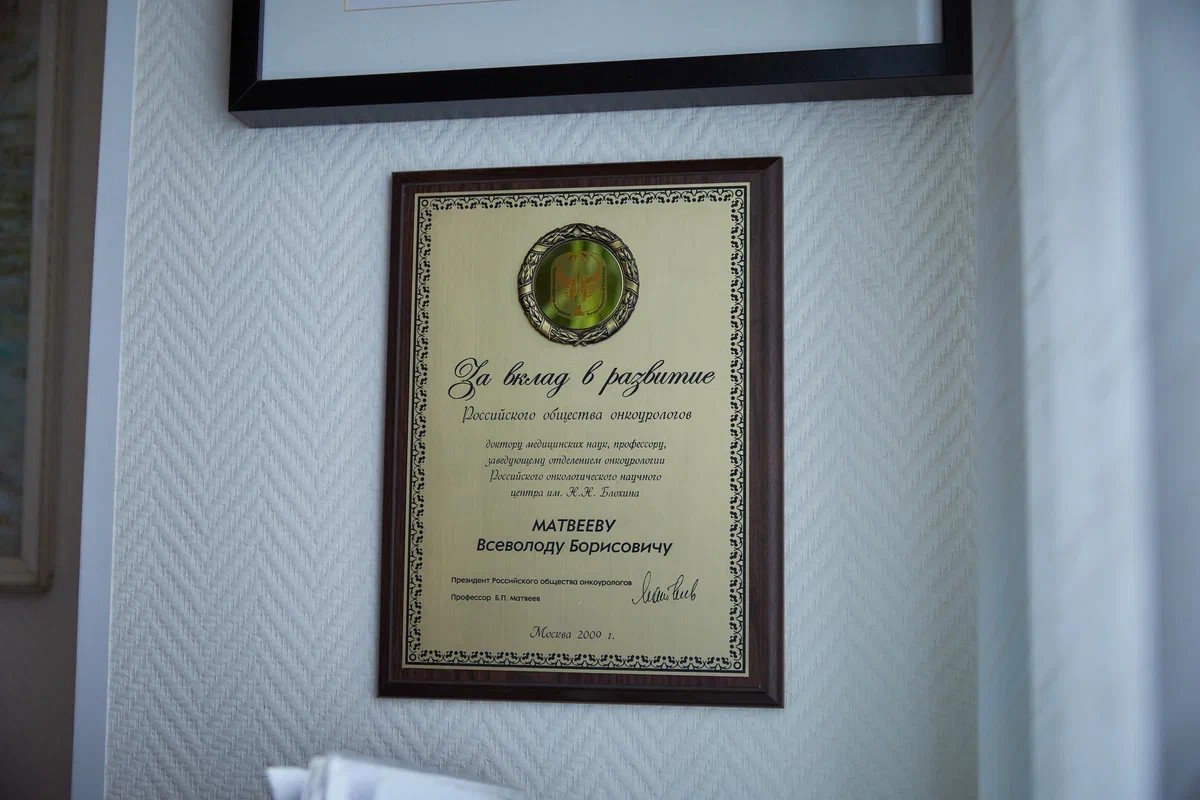 За вклад в развитие
Российского общества онкоурологов
доктору медицинских наук, профессору,
заведующему отделением онкоурологии
Российского онкологического научного
центра им. Н.Н. Блохина
МАТВЕЕВУ
Всеволоду Борисовичу
Президент Российского общества онкоурологов
Профессор Б.П. Матвеев
Москва 2009 г.